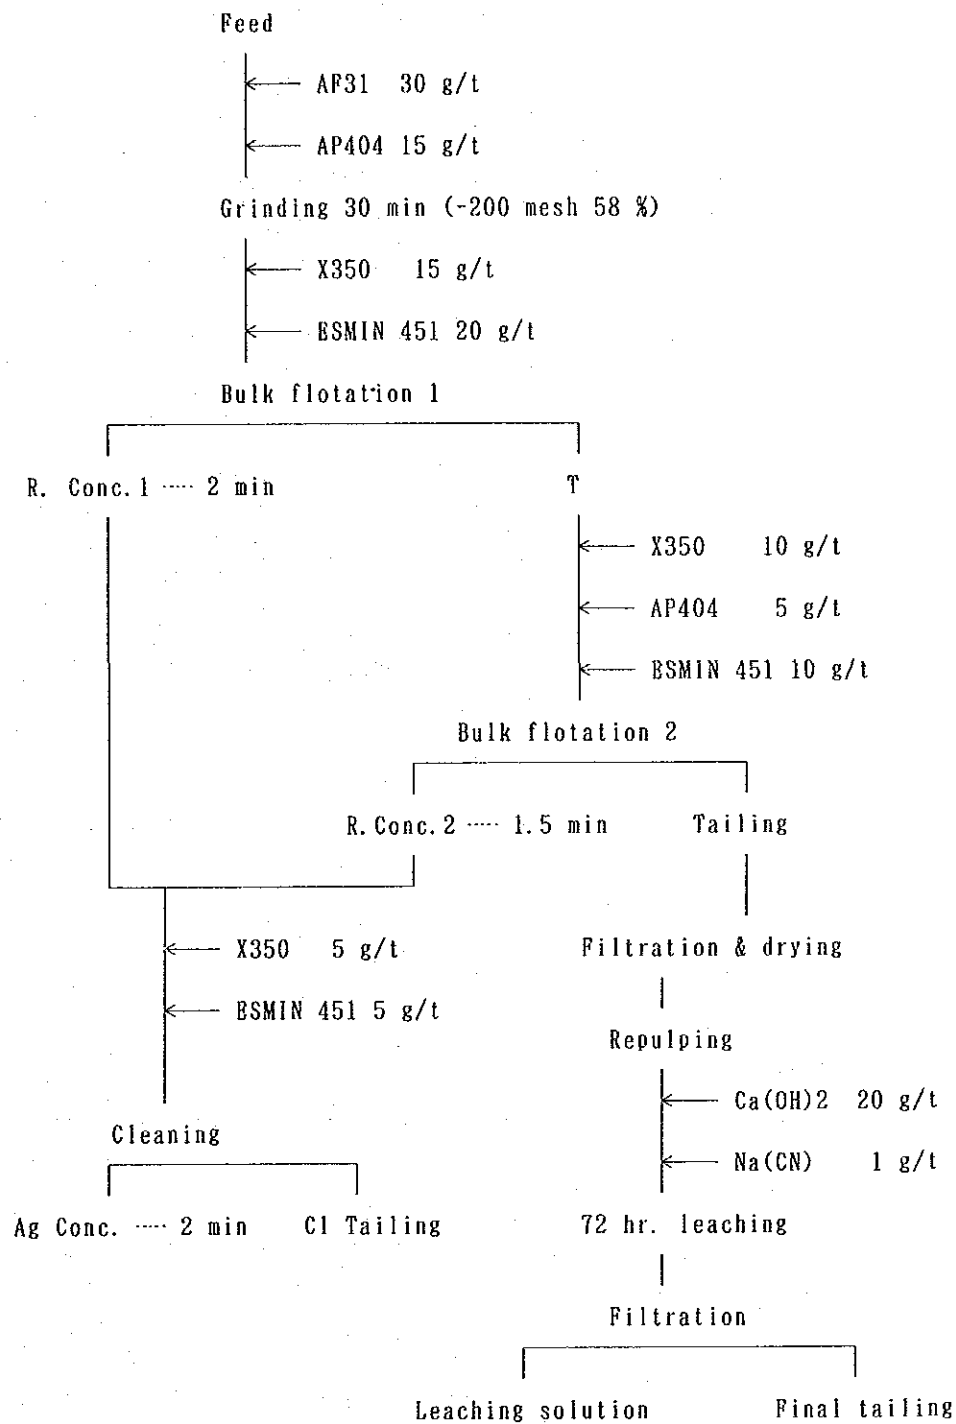 Feed
AF31 30 g/t
AP404 15 g/t
Grinding 30 min (-200 mesh 58 %)
X350 15 g/t
ESMIN 451 20 g/t
Bulk flotation 1
R. Conc. 1 ····· 2 min T
X350 10 g/t
AP404 5 g/t
ESMIN 451 10 g/t
Bulk flotation 2
R. Conc. 2 ····· 1.5 min Tailing
X350 5 g/t Filtration & drying
ESMIN 451 5 g/t
Repulping
Ca(OH)2 20 g/t
Cleaning
Na(CN) 1 g/t
Ag Conc. ····· 2 min Cl Tailing 72 hr. leaching
Filtration
Leaching solution Final tailing